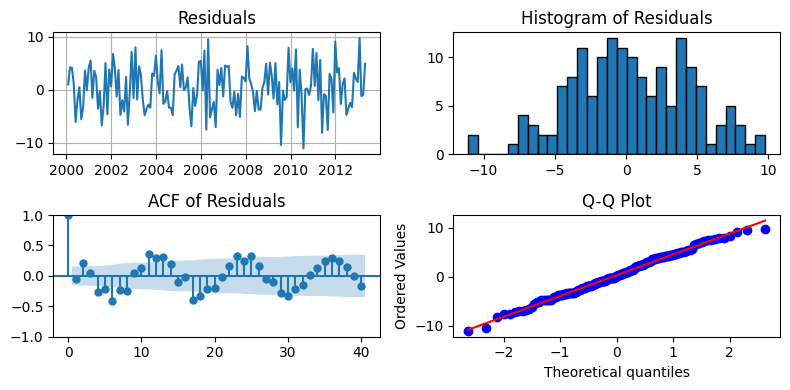 Residuals
10
0
−10
2000 2002 2004 2006 2008 2010 2012
Histogram of Residuals
10
5
0
−10 −5 0 5 10
ACF of Residuals
1.0
0.5
0.0
−0.5
−1.0
0 10 20 30 40
Q-Q Plot
Ordered Values
10
0
−10
−2 −1 0 1 2
Theoretical quantiles